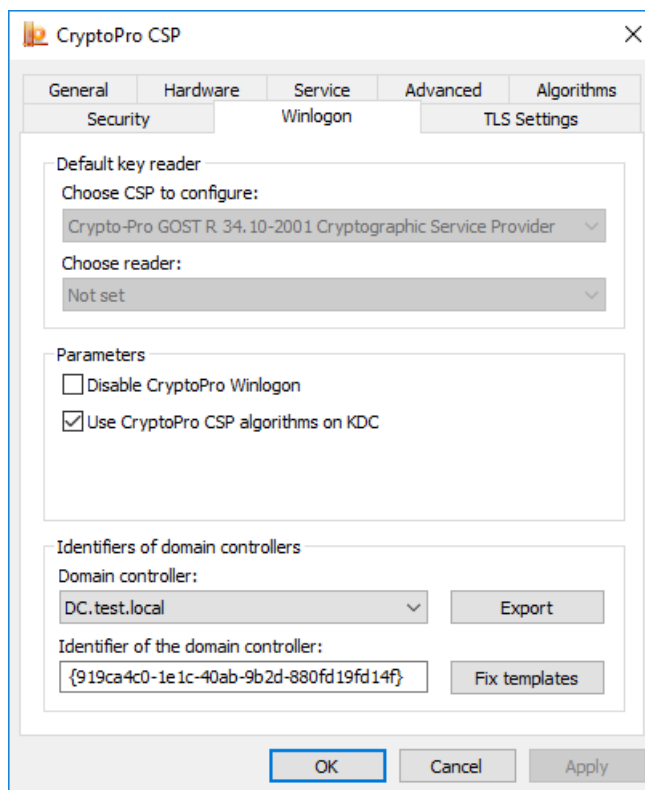 CryptoPro CSP
General Hardware Service Advanced Algorithms
Security Winlogon TLS Settings
Default key reader
Choose CSP to configure:
Crypto-Pro GOST R 34.10-2001 Cryptographic Service Provider
Choose reader:
Not set
Parameters
Disable CryptoPro Winlogon
Use CryptoPro CSP algorithms on KDC
Identifiers of domain controllers
Domain controller:
DC.test.local Export
Identifier of the domain controller:
{919ca4c0-1e1c-40ab-9b2d-880fd19fd14f} Fix templates
OK Cancel Apply